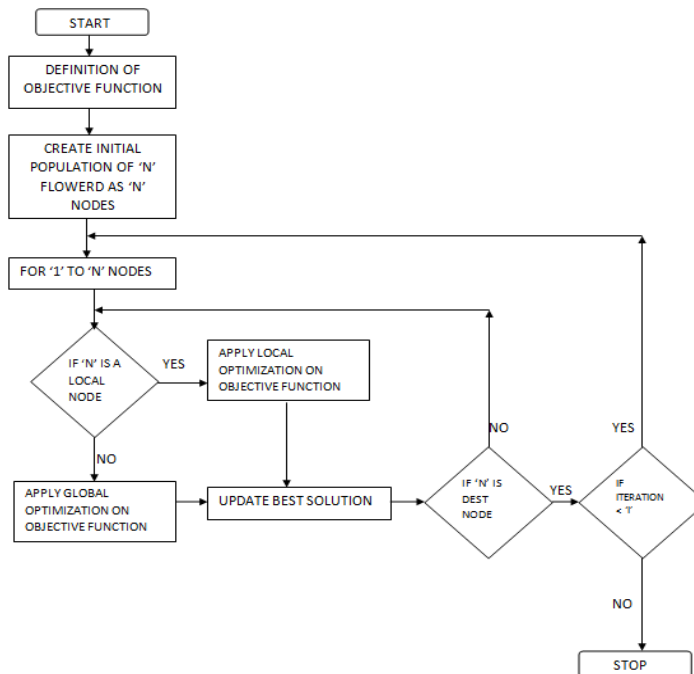 START
DEFINITION OF
OBJECTIVE FUNCTION
CREATE INITIAL
POPULATION OF ‘N’
FLOWERD AS ‘N’
NODES
FOR ‘1’ TO ‘N’ NODES
IF ‘N’ IS A
LOCAL
NODE
YES
APPLY LOCAL
OPTIMIZATION ON
OBJECTIVE FUNCTION
NO
APPLY GLOBAL
OPTIMIZATION ON
OBJECTIVE FUNCTION
UPDATE BEST SOLUTION
NO
IF ‘N’ IS
DEST
NODE
YES
YES
IF
ITERATION
< ‘I’
NO
STOP